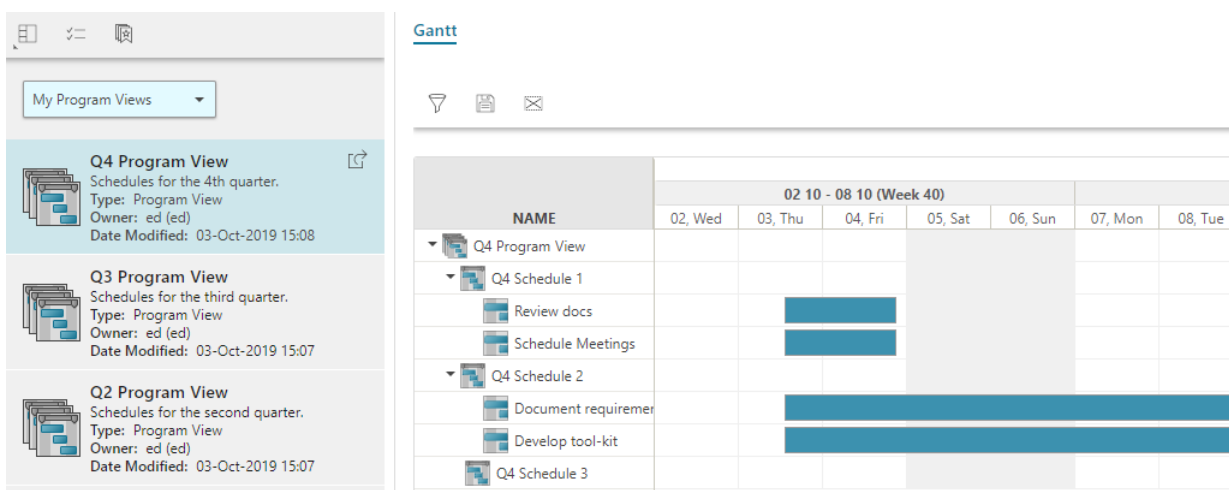 My Program Views
Q4 Program View
Schedules for the 4th quarter.
Type: Program View
Owner: ed (ed)
Date Modified: 03-Oct-2019 15:08
Q3 Program View
Schedules for the third quarter.
Type: Program View
Owner: ed (ed)
Date Modified: 03-Oct-2019 15:07
Q2 Program View
Schedules for the second quarter.
Type: Program View
Owner: ed (ed)
Date Modified: 03-Oct-2019 15:07
Gantt
02 10 - 08 10 (Week 40)
NAME 02, Wed 03, Thu 04, Fri 05, Sat 06, Sun 07, Mon 08, Tue
Q4 Program View
Q4 Schedule 1
Review docs
Schedule Meetings
Q4 Schedule 2
Document requiremer
Develop tool-kit
Q4 Schedule 3